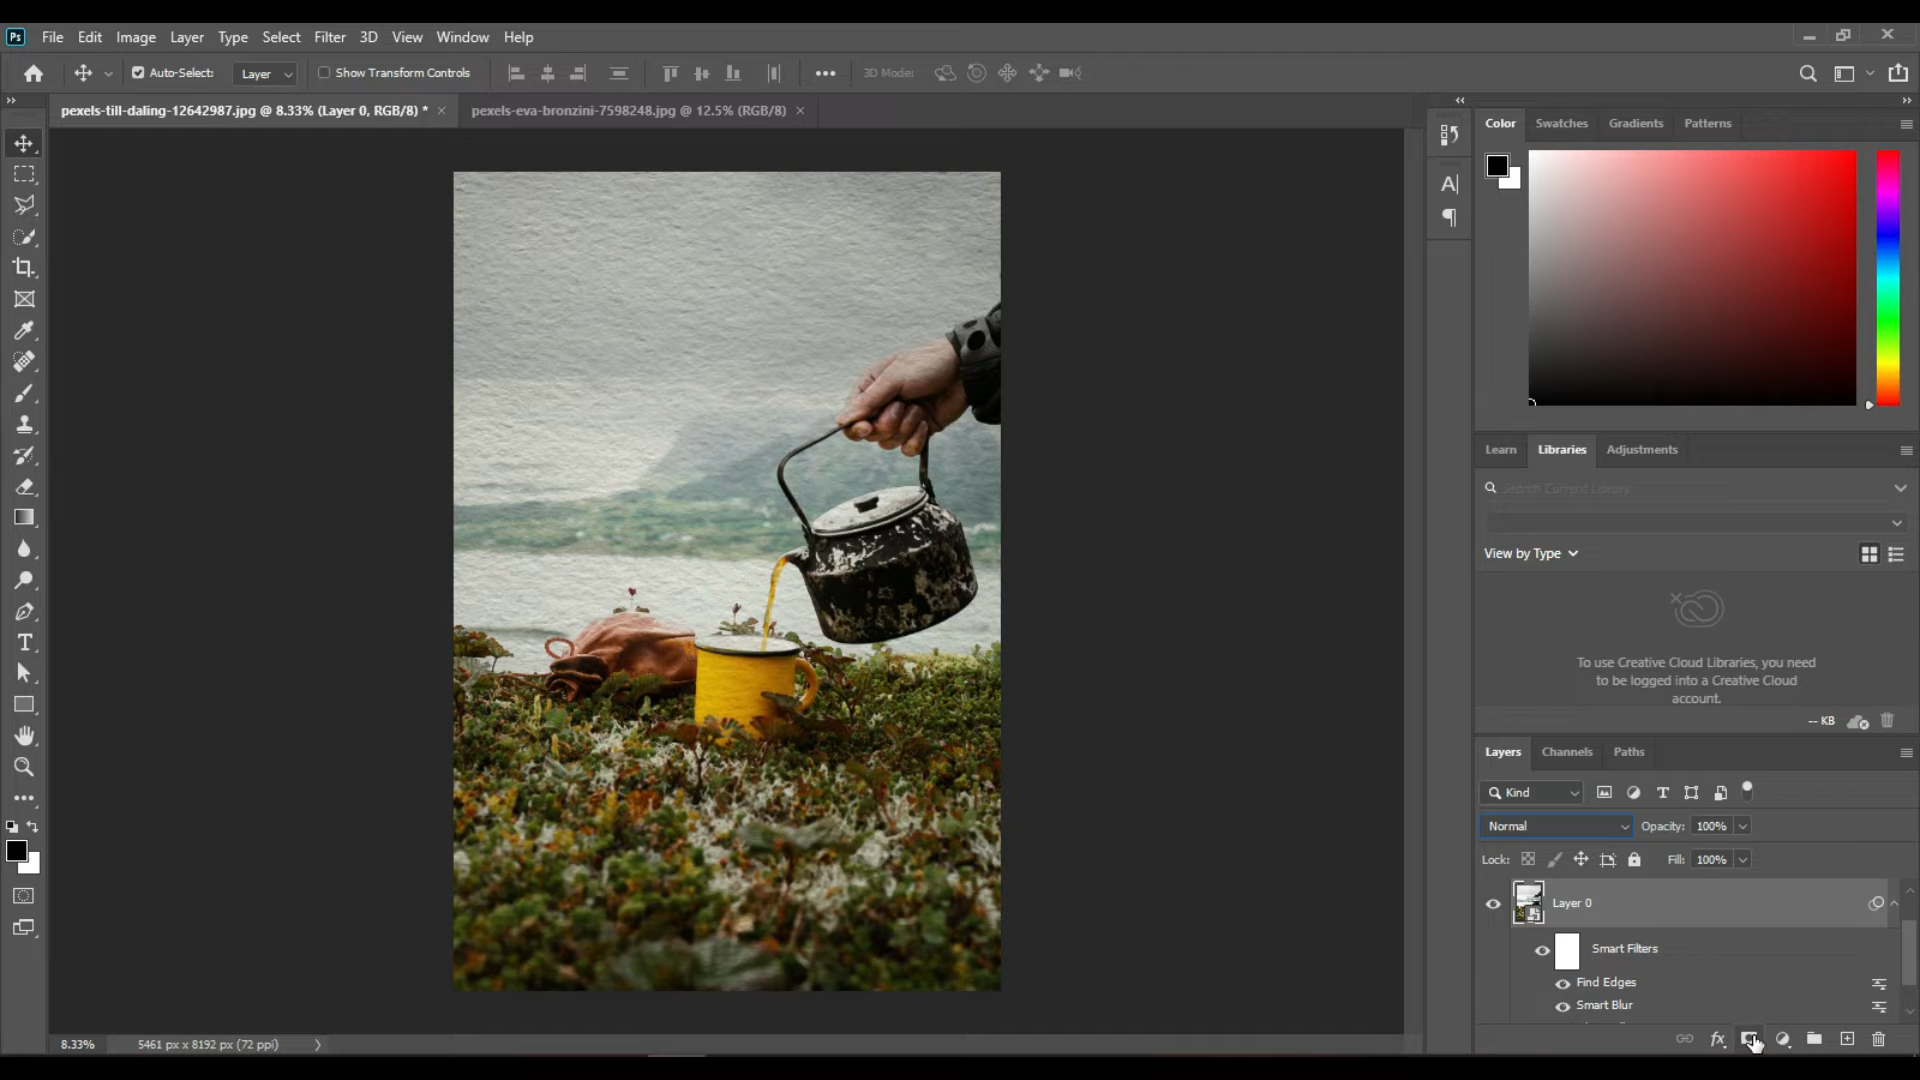 Ps File Edit Image Layer Type Select Filter 3D View Window Help
Auto-Select: Layer Show Transform Controls 3D Mode:
pexels-till-daling-12642987.jpg @ 8.33% (Layer 0, RGB/8) * pexels-eva-bronzini-7598248.jpg @ 12.5% (RGB/8)
Color Swatches Gradients Patterns
Learn Libraries Adjustments
Search Current Library
View by Type
To use Creative Cloud Libraries, you need
to be logged into a Creative Cloud
account.
-- KB
Layers Channels Paths
Kind
Normal Opacity: 100%
Lock: Fill: 100%
Layer 0
Smart Filters
Find Edges
Smart Blur
fx
8.33% 5461 px x 8192 px (72 ppi)